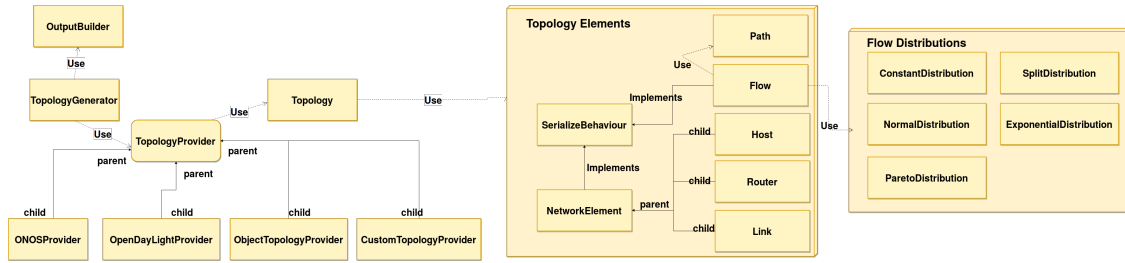 OutputBuilder
Use
TopologyGenerator
Use
TopologyProvider
Use
Topology
Use
parent
parent
parent
child
child
child
child
ONOSProvider
OpenDayLightProvider
ObjectTopologyProvider
CustomTopologyProvider
Topology Elements
Path
Use
Flow
Implements
SerializeBehaviour
Implements
NetworkElement
parent
child
Host
child
Router
child
Link
Use
Flow Distributions
ConstantDistribution
SplitDistribution
NormalDistribution
ExponentialDistribution
ParetoDistribution